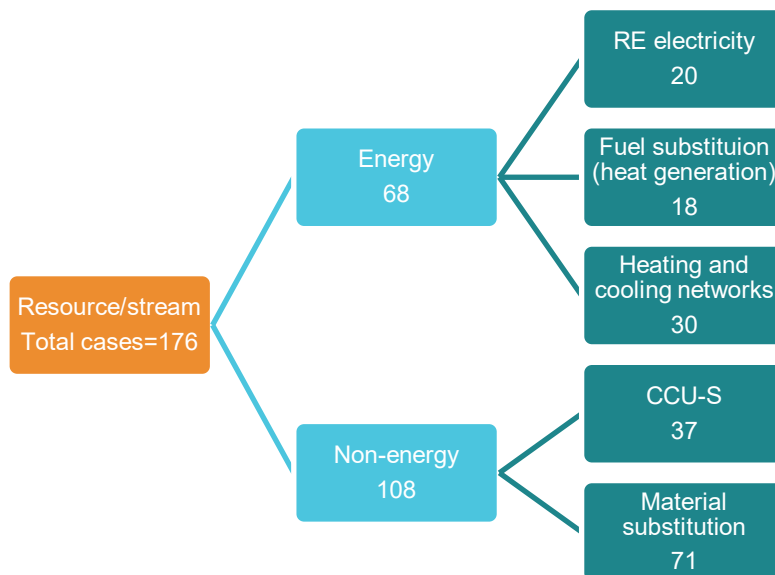 RE electricity
20
Energy
68
Fuel substituion
(heat generation)
18
Heating and
cooling networks
30
Resource/stream
Total cases=176
CCU-S
37
Non-energy
108
Material
substitution
71